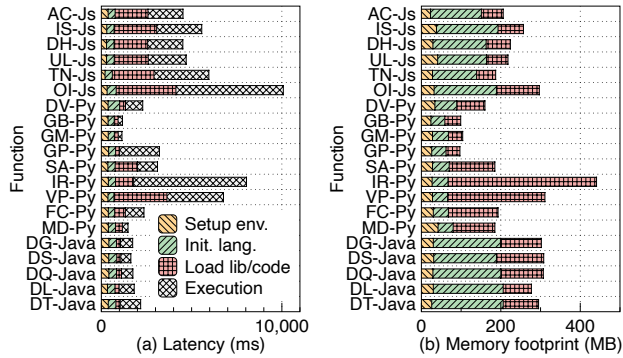 Function
AC-Js
IS-Js
DH-Js
UL-Js
TN-Js
OI-Js
DV-Py
GB-Py
GM-Py
GP-Py
SA-Py
IR-Py
VP-Py
FC-Py
MD-Py
DG-Java
DS-Java
DQ-Java
DL-Java
DT-Java
Setup env.
Init. lang.
Load lib/code
Execution
0
10,000
(a) Latency (ms)
Function
AC-Js
IS-Js
DH-Js
UL-Js
TN-Js
OI-Js
DV-Py
GB-Py
GM-Py
GP-Py
SA-Py
IR-Py
VP-Py
FC-Py
MD-Py
DG-Java
DS-Java
DQ-Java
DL-Java
DT-Java
0
200
400
(b) Memory footprint (MB)